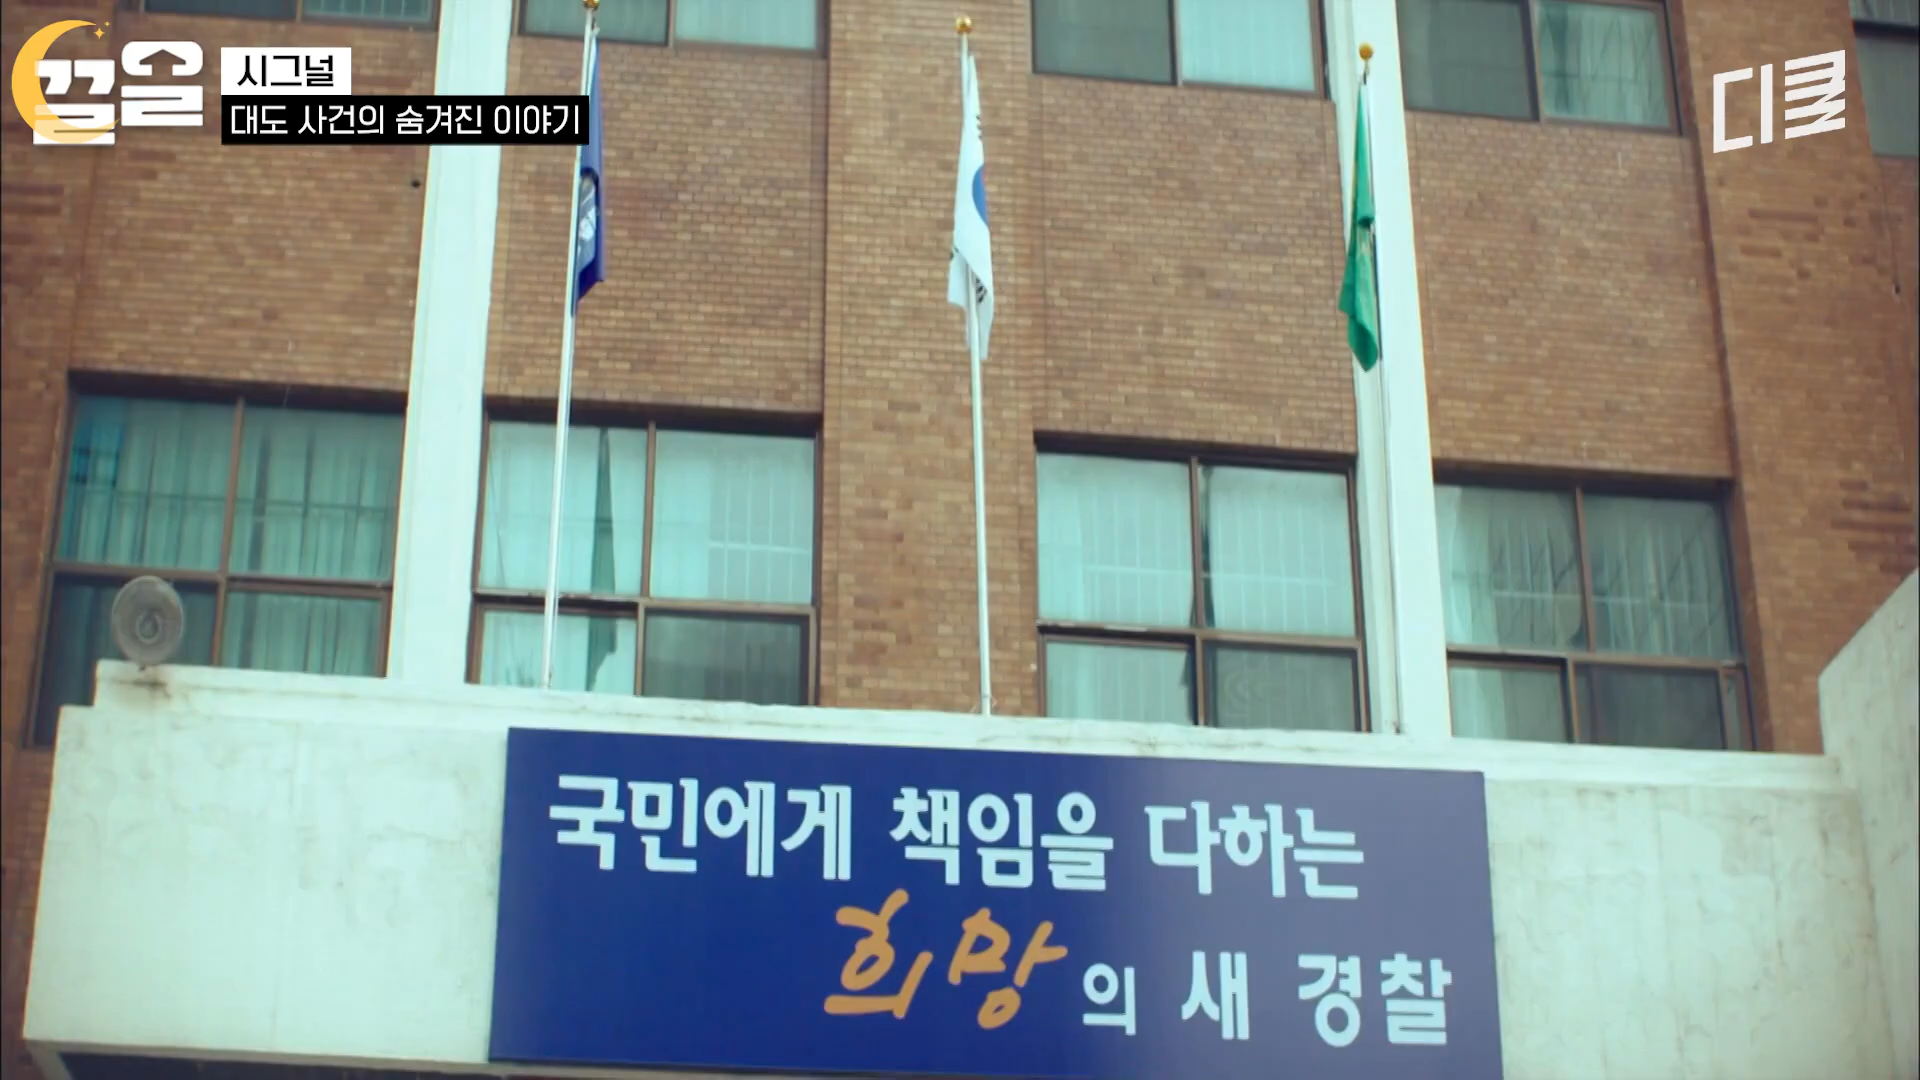 끌올
시그널
대도 사건의 숨겨진 이야기
디클
국민에게 책임을 다하는
희망의 새 경찰